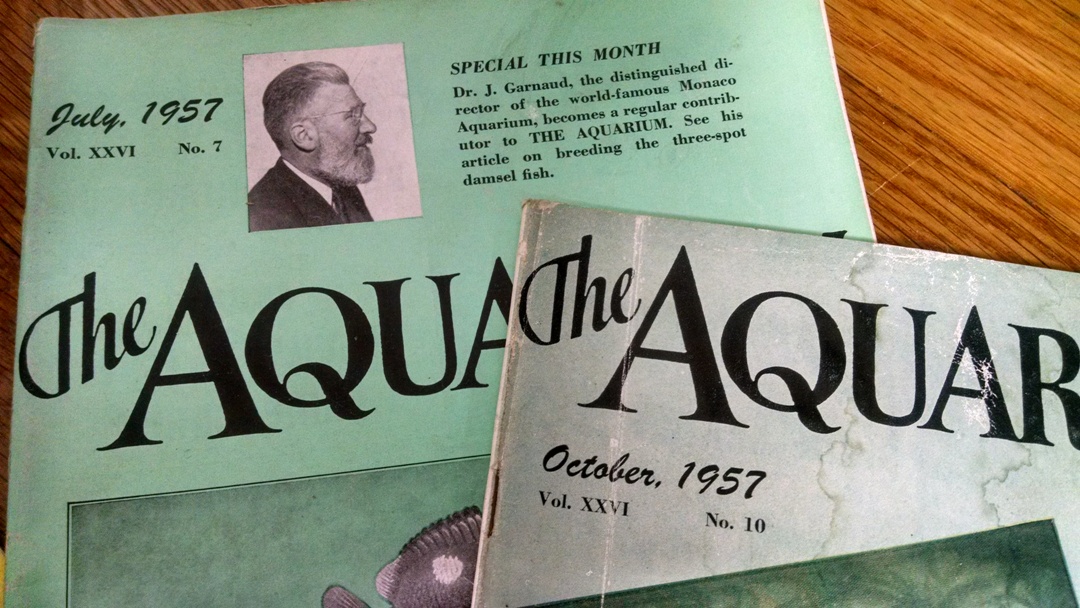 July, 1957
Vol. XXVI No. 7
SPECIAL THIS MONTH
Dr. J. Garnaud, the distinguished di-
rector of the world-famous Monaco
Aquarium, becomes a regular contrib-
utor to THE AQUARIUM. See his
article on breeding the three-spot
damsel fish.
The AQUA
The AQUAR
October, 1957
Vol. XXVI No. 10